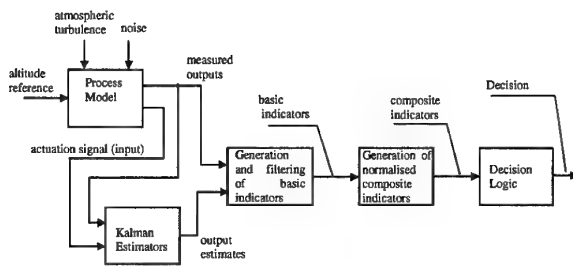 atmospheric
turbulence
noise
altitude
reference
Process
Model
measured
outputs
actuation signal (input)
Kalman
Estimators
output
estimates
basic
indicators
Generation
and filtering
of basic
indicators
composite
indicators
Generation of
normalised
composite
indicators
Decision
Decision
Logic